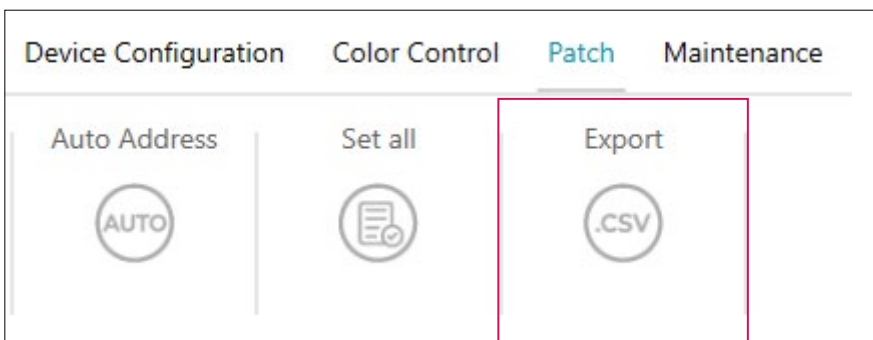 Device Configuration Color Control Patch Maintenance
Auto Address Set all Export
AUTO .CSV